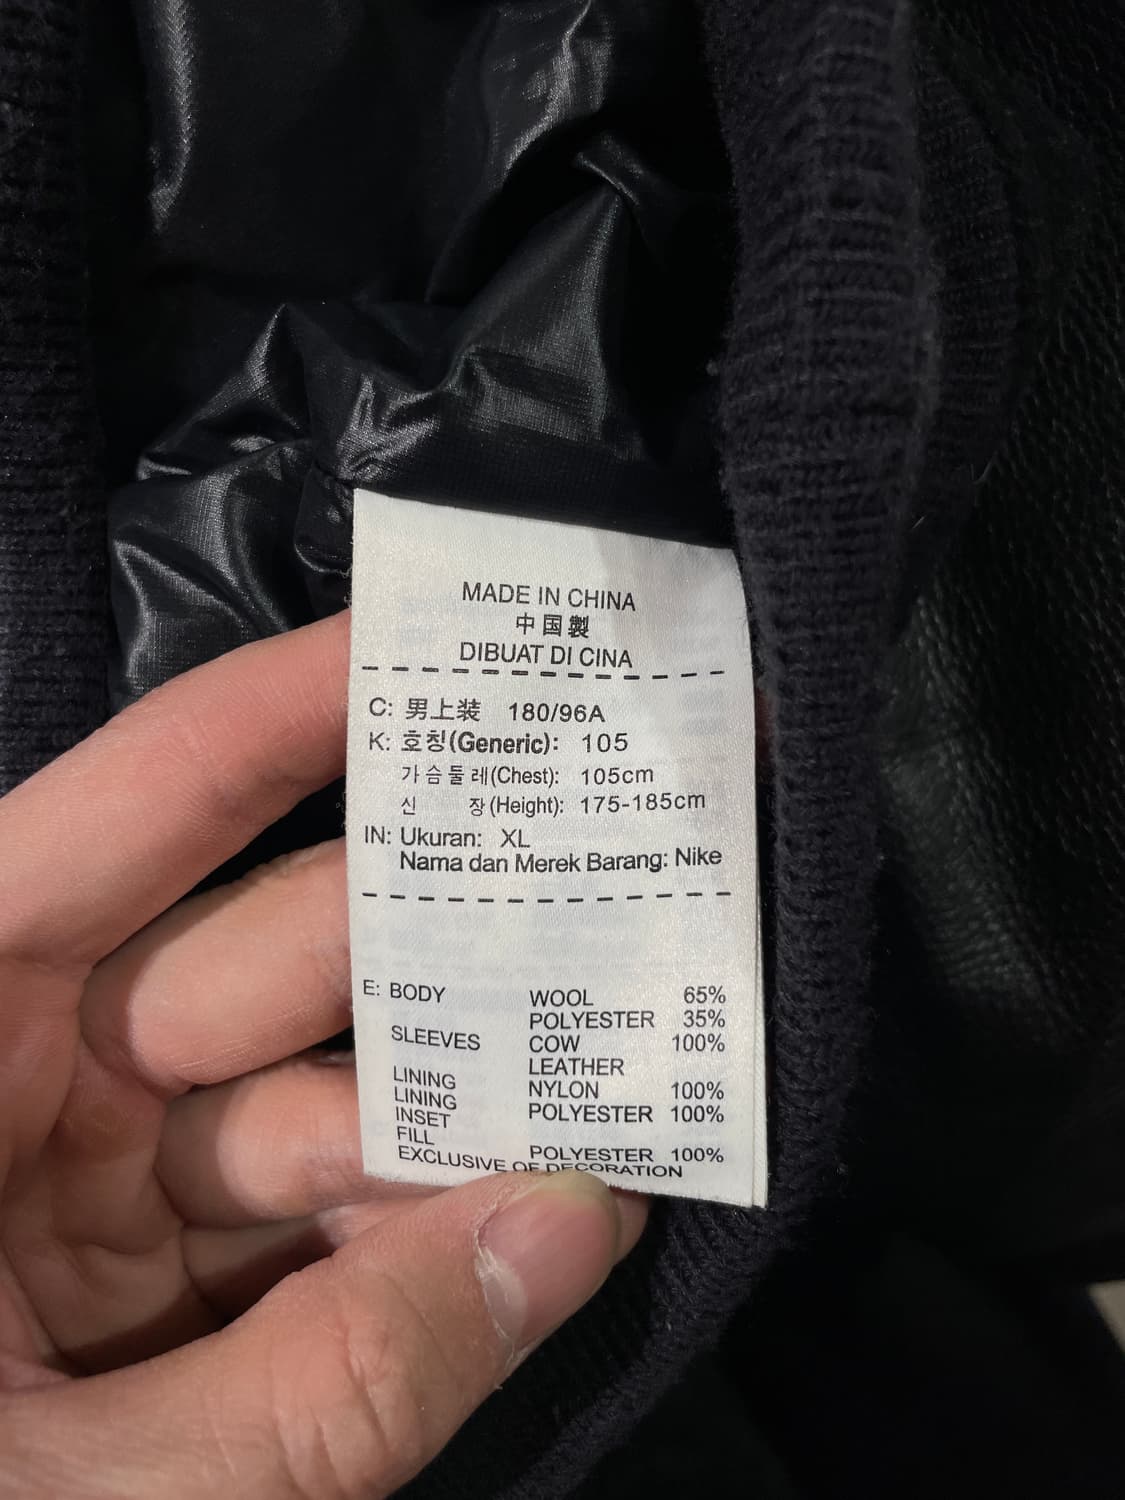 MADE IN CHINA
中国製
DIBUAT DI CINA
C: 男上装 180/96A
K: 호칭(Generic): 105
가슴둘레(Chest): 105cm
신 장(Height): 175-185cm
IN: Ukuran: XL
Nama dan Merek Barang: Nike
E: BODY WOOL 65%
POLYESTER 35%
SLEEVES COW 100%
LEATHER
LINING NYLON 100%
LINING POLYESTER 100%
INSET
FILL POLYESTER 100%
EXCLUSIVE OF DECORATION